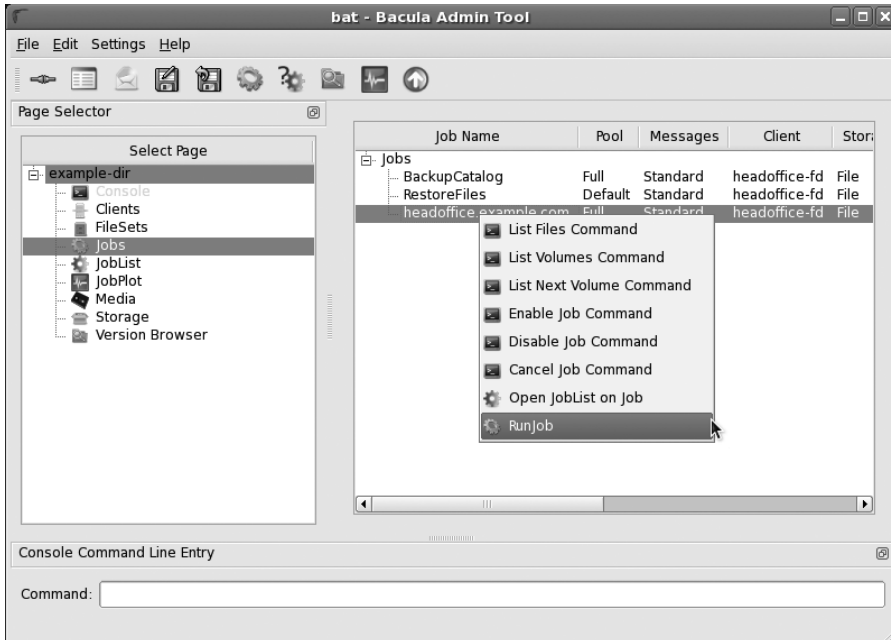 bat - Bacula Admin Tool
File Edit Settings Help
Page Selector
Select Page
example-dir
Console
Clients
FileSets
Jobs
JobList
JobPlot
Media
Storage
Version Browser
Job Name Pool Messages Client
Jobs
BackupCatalog Full Standard headoffice-fd File
RestoreFiles Default Standard headoffice-fd File
headoffice.example.com Full Standard headoffice-fd File
List Files Command
List Volumes Command
List Next Volume Command
Enable Job Command
Disable Job Command
Cancel Job Command
Open JobList on Job
RunJob
Console Command Line Entry
Command: